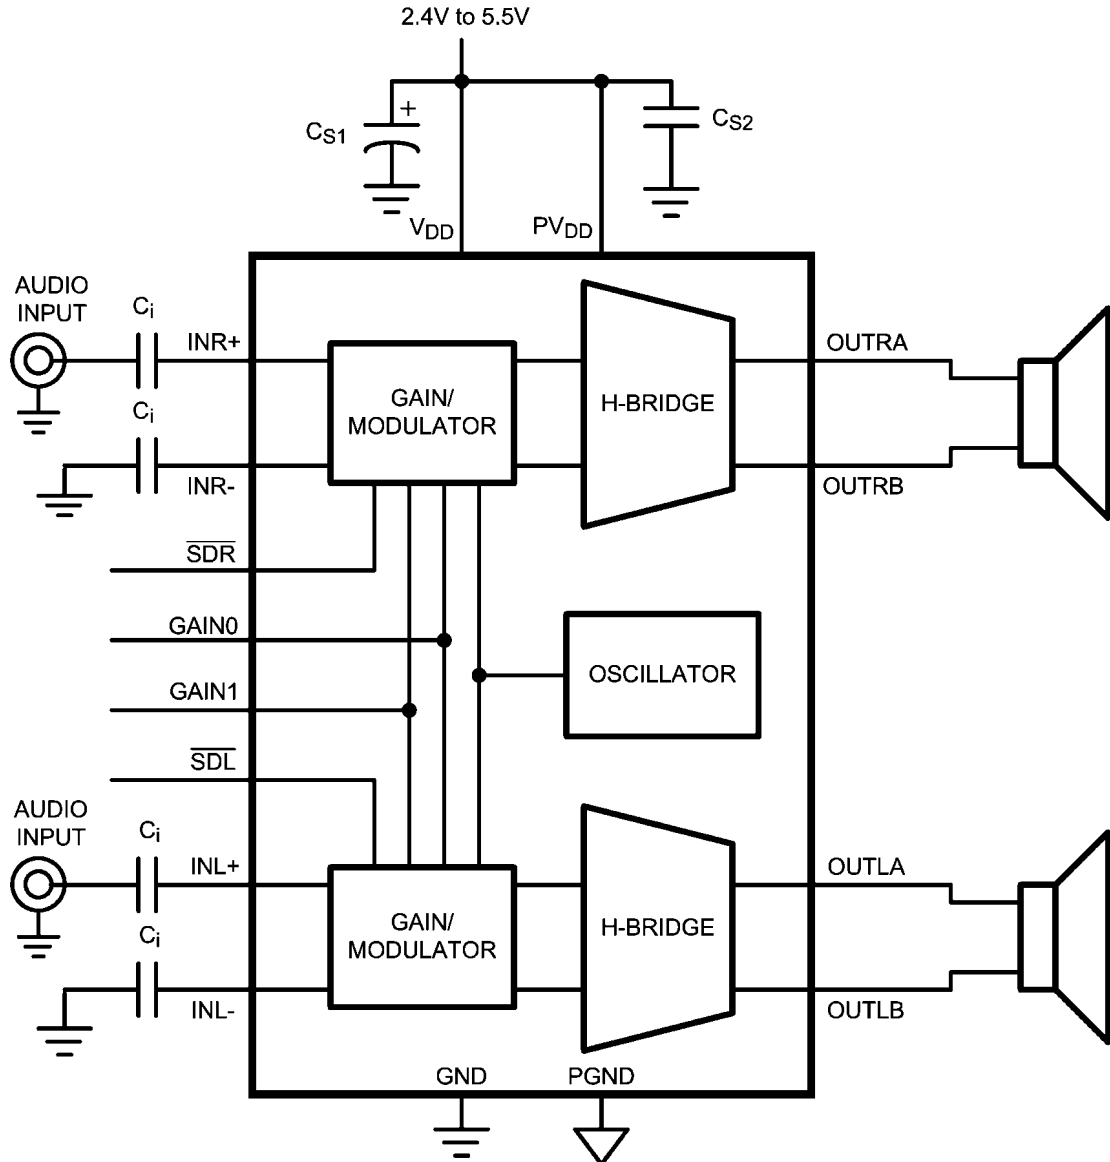 2.4V to 5.5V
+
CS1
CS2
VDD
PVDD
AUDIO
INPUT
Ci
INR+
GAIN/
MODULATOR
H-BRIDGE
OUTRA
Ci
INR-
OUTRB
SDR
GAIN0
OSCILLATOR
GAIN1
SDL
AUDIO
INPUT
Ci
INL+
GAIN/
MODULATOR
H-BRIDGE
OUTLA
Ci
INL-
OUTLB
GND
PGND